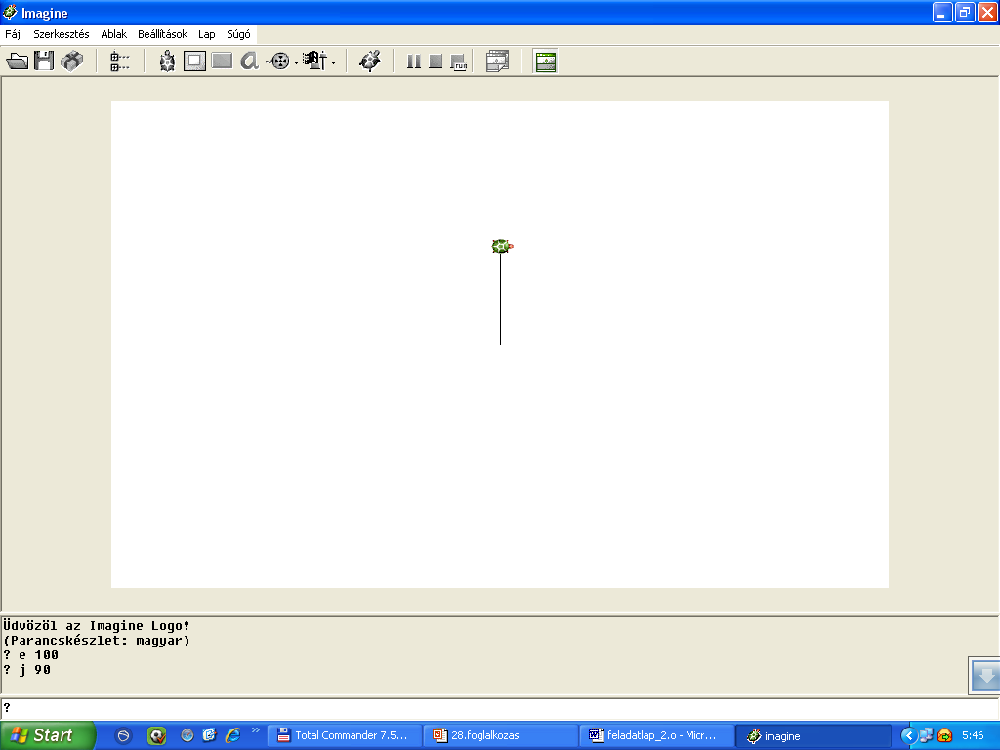 Imagine
Fájl Szerkesztés Ablak Beállítások Lap Súgó
run
Üdvözöl az Imagine Logo!
(Parancskészlet: magyar)
? e 100
? j 90
?
Start Total Commander 7.5... 28.foglalkozas feladatlap_2.o - Micr... imagine 5:46